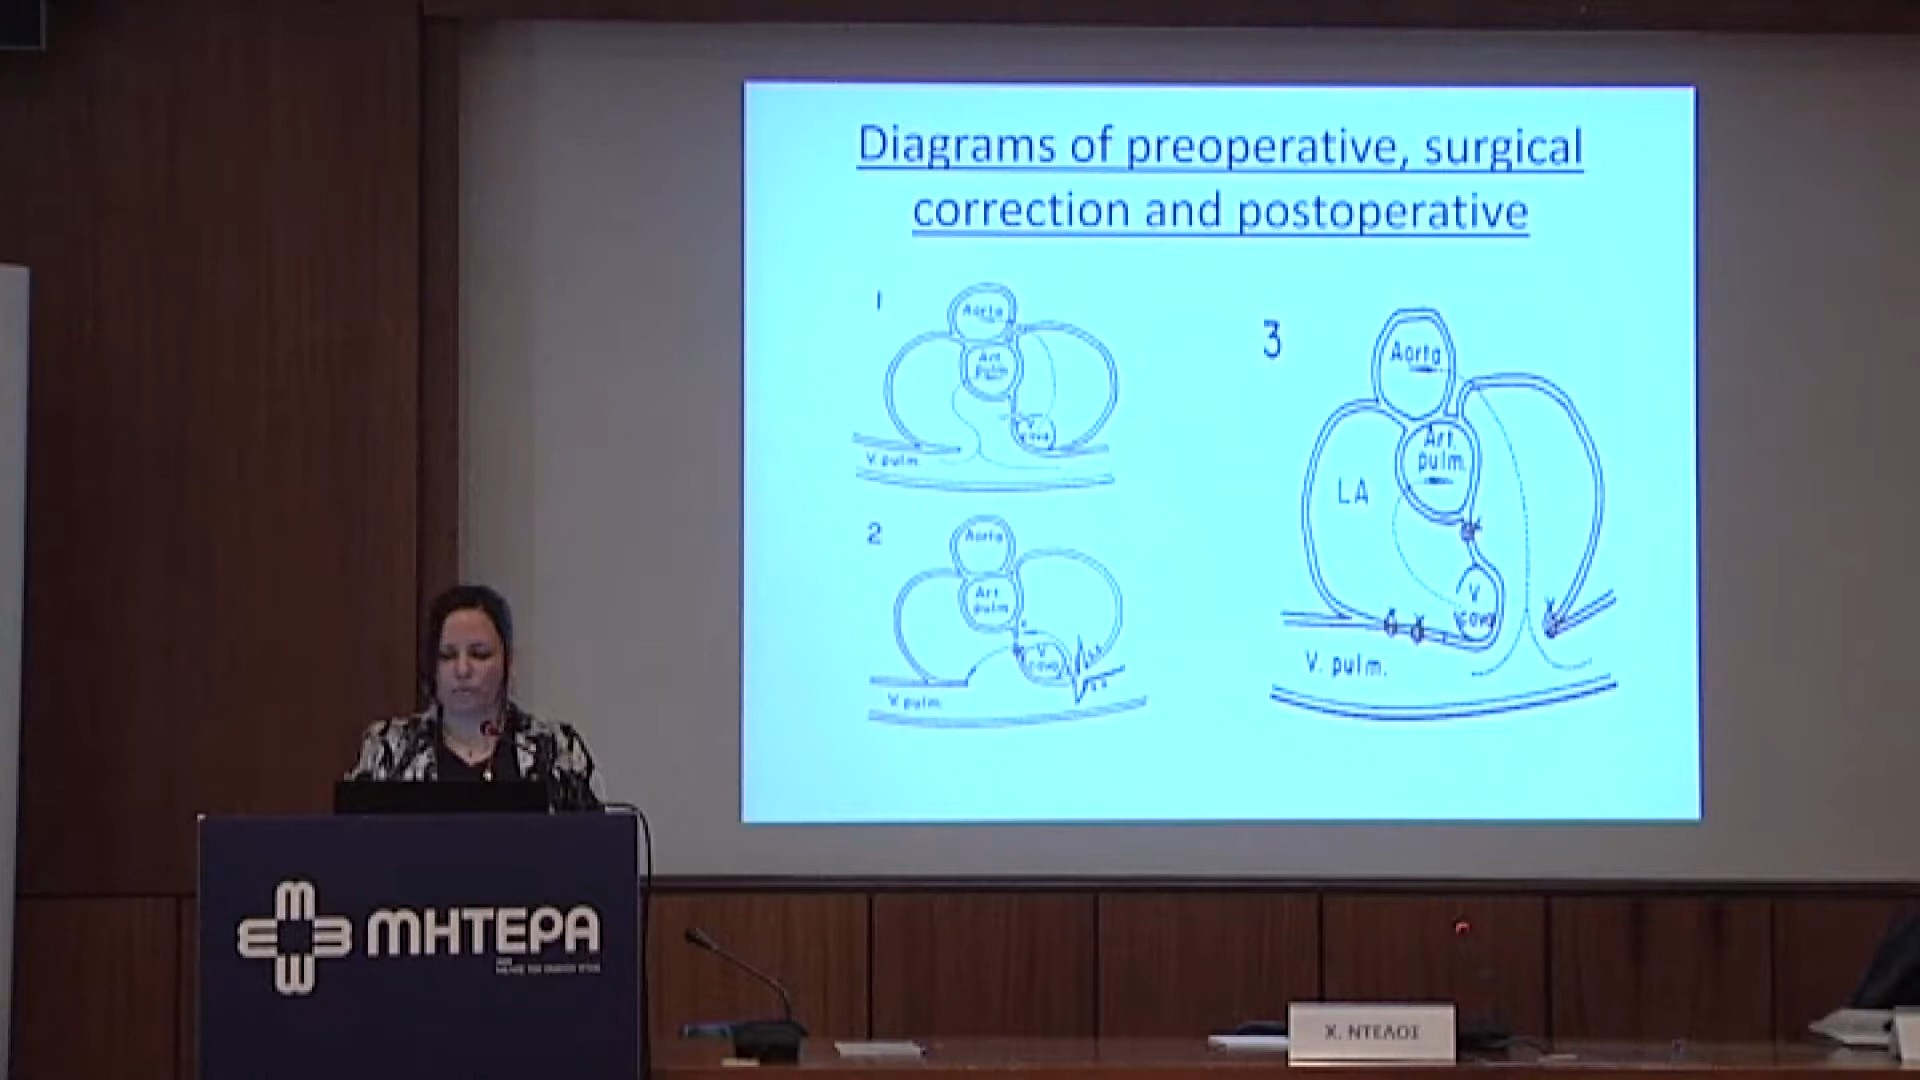 Diagrams of preoperative, surgical
correction and postoperative
1
Aorta
Art.
pulm
V.
cava
V. pulm.
2
Aorta
Art.
pulm
V.
cava
V. pulm.
3
Aorta
Art.
pulm.
LA
V.
cava
V. pulm.
ΜΗΤΕΡΑ
Χ. ΝΤΕΛΟΣ